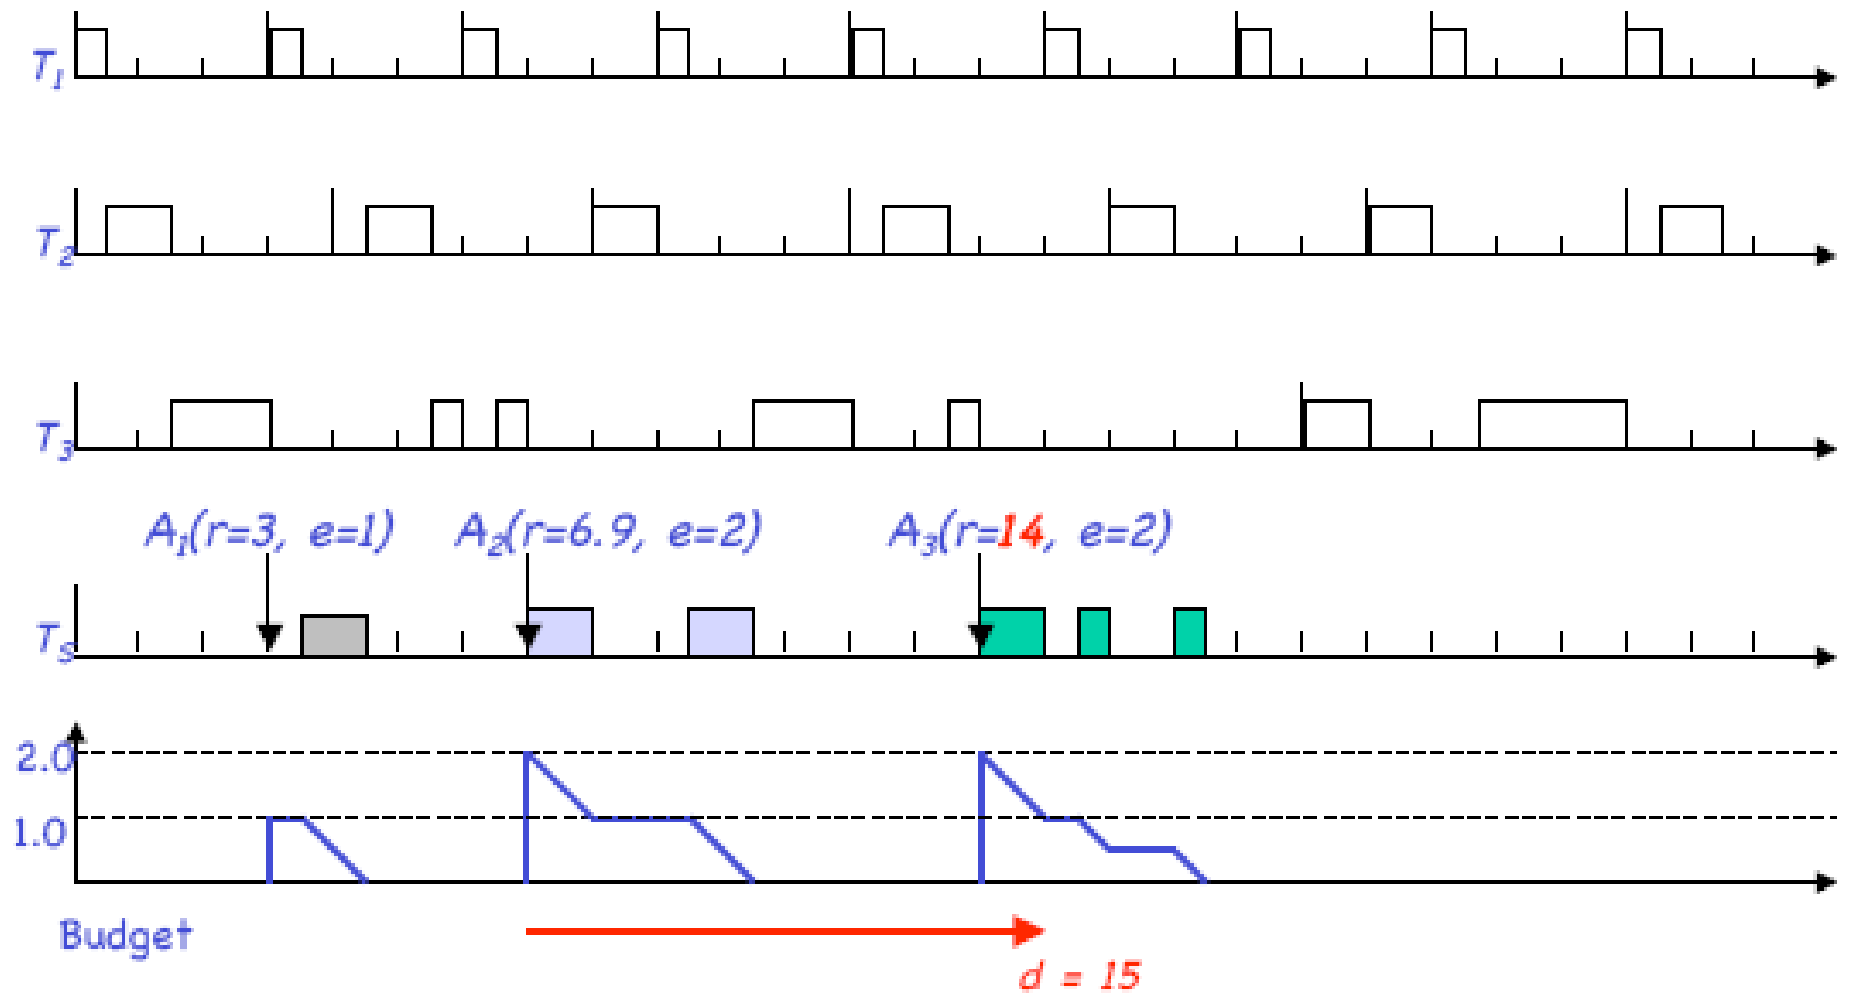 T₁
T₂
T₃
A₁(r=3, e=1) A₂(r=6.9, e=2) A₃(r=14, e=2)
Tₛ
2.0
1.0
Budget
d = 15